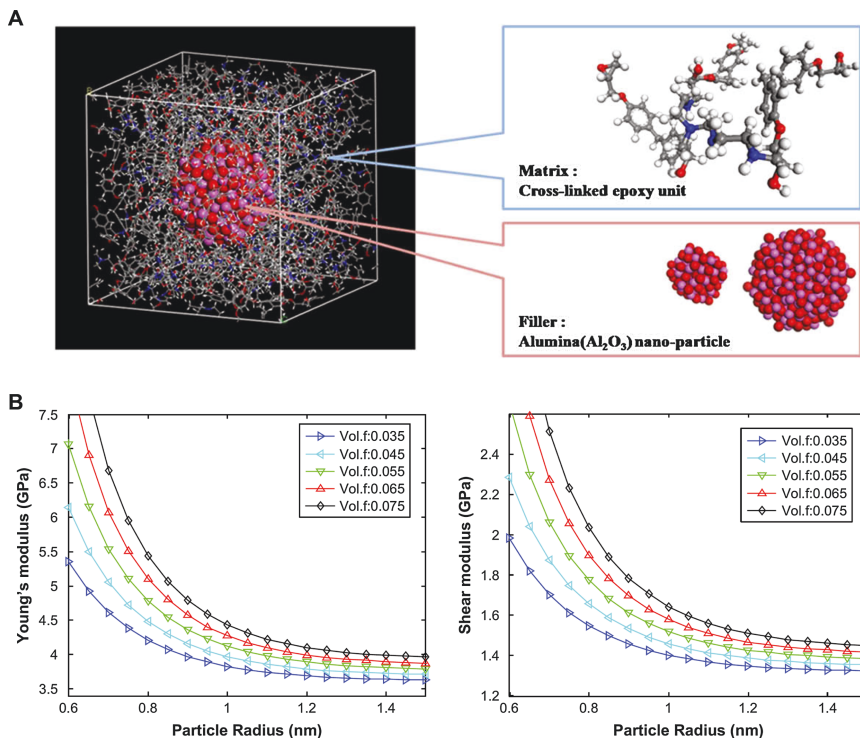 A
Matrix :
Cross-linked epoxy unit
Filler :
Alumina(Al₂O₃) nano-particle
B
7.5
7
6.5
6
5.5
5
4.5
4
3.5
0.6
0.8
1
1.2
1.4
Young's modulus (GPa)
Particle Radius (nm)
Vol.f:0.035
Vol.f:0.045
Vol.f:0.055
Vol.f:0.065
Vol.f:0.075
2.4
2.2
2
1.8
1.6
1.4
1.2
0.6
0.8
1
1.2
1.4
Shear modulus (GPa)
Particle Radius (nm)
Vol.f:0.035
Vol.f:0.045
Vol.f:0.055
Vol.f:0.065
Vol.f:0.075